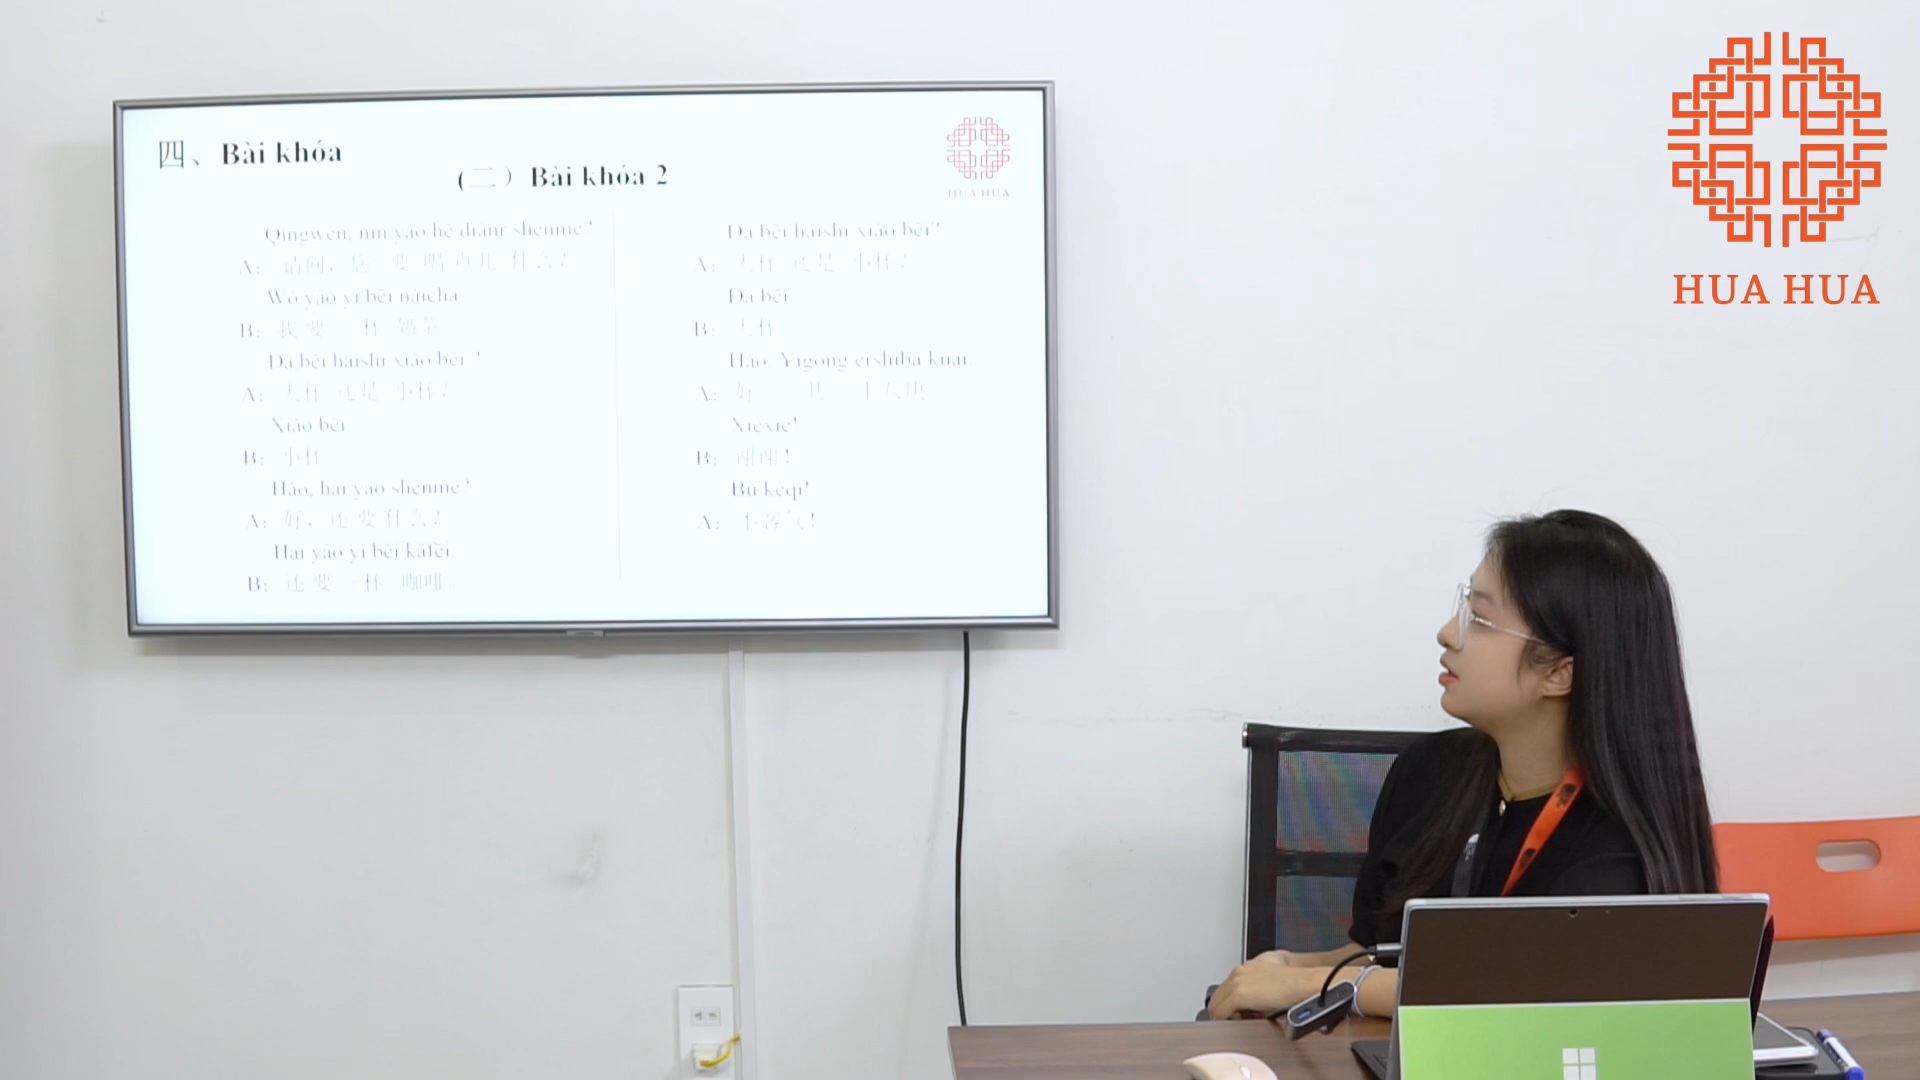 四、Bài khóa
(二) Bài khóa 2
HUA HUA
Qǐngwèn, nín yào hē diǎnr shénme?
A: 请问，您 要 喝 点儿 什么?
Wǒ yào yì bēi nǎichá.
B: 我 要 一 杯 奶茶
Dà bēi háishì xiǎo bēi ?
A: 大杯 还是 小杯?
Xiǎo bēi
B: 小杯
Hǎo, hái yào shénme?
A: 好，还 要 什么?
Hái yào yì bēi kāfēi.
B: 还 要 一杯 咖啡.
Dà bēi háishì xiǎo bēi?
A: 大杯 还是 小杯?
Dà bēi
B: 大杯
Hǎo. Yígòng èrshíbā kuài.
A: 好 一共 二十八块
Xièxie!
B: 谢谢!
Bú kèqì!
A: 不客气!
HUA HUA